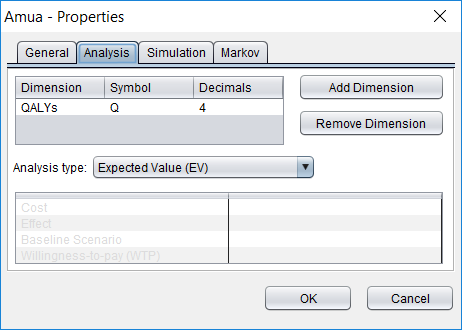 Amua - Properties
General Analysis Simulation Markov
Dimension Symbol Decimals
QALYs Q 4
Add Dimension
Remove Dimension
Analysis type: Expected Value (EV)
Cost
Effect
Baseline Scenario
Willingness-to-pay (WTP)
OK Cancel